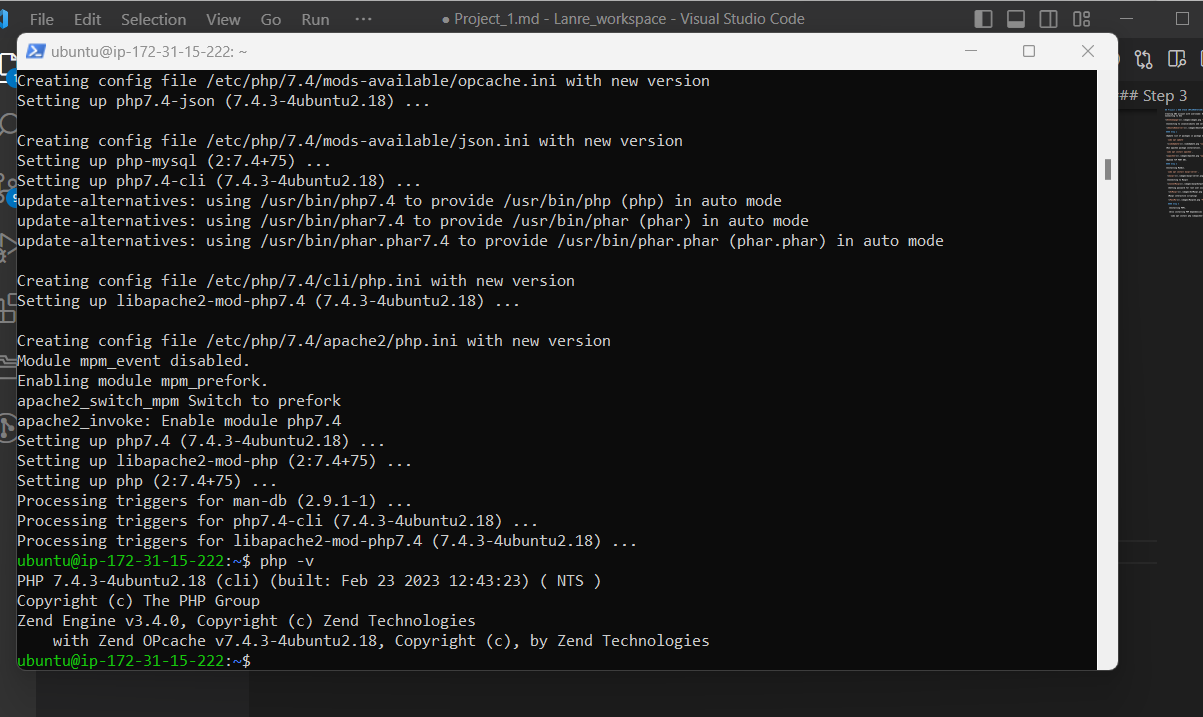 File Edit Selection View Go Run ··· ● Project_1.md - Lanre_workspace - Visual Studio Code
ubuntu@ip-172-31-15-222: ~
## Step 3
Creating config file /etc/php/7.4/mods-available/opcache.ini with new version
Setting up php7.4-json (7.4.3-4ubuntu2.18) ...
Creating config file /etc/php/7.4/mods-available/json.ini with new version
Setting up php-mysql (2:7.4+75) ...
Setting up php7.4-cli (7.4.3-4ubuntu2.18) ...
update-alternatives: using /usr/bin/php7.4 to provide /usr/bin/php (php) in auto mode
update-alternatives: using /usr/bin/phar7.4 to provide /usr/bin/phar (phar) in auto mode
update-alternatives: using /usr/bin/phar.phar7.4 to provide /usr/bin/phar.phar (phar.phar) in auto mode
Creating config file /etc/php/7.4/cli/php.ini with new version
Setting up libapache2-mod-php7.4 (7.4.3-4ubuntu2.18) ...
Creating config file /etc/php/7.4/apache2/php.ini with new version
Module mpm_event disabled.
Enabling module mpm_prefork.
apache2_switch_mpm Switch to prefork
apache2_invoke: Enable module php7.4
Setting up php7.4 (7.4.3-4ubuntu2.18) ...
Setting up libapache2-mod-php (2:7.4+75) ...
Setting up php (2:7.4+75) ...
Processing triggers for man-db (2.9.1-1) ...
Processing triggers for php7.4-cli (7.4.3-4ubuntu2.18) ...
Processing triggers for libapache2-mod-php7.4 (7.4.3-4ubuntu2.18) ...
ubuntu@ip-172-31-15-222:~$ php -v
PHP 7.4.3-4ubuntu2.18 (cli) (built: Feb 23 2023 12:43:23) ( NTS )
Copyright (c) The PHP Group
Zend Engine v3.4.0, Copyright (c) Zend Technologies
    with Zend OPcache v7.4.3-4ubuntu2.18, Copyright (c), by Zend Technologies
ubuntu@ip-172-31-15-222:~$